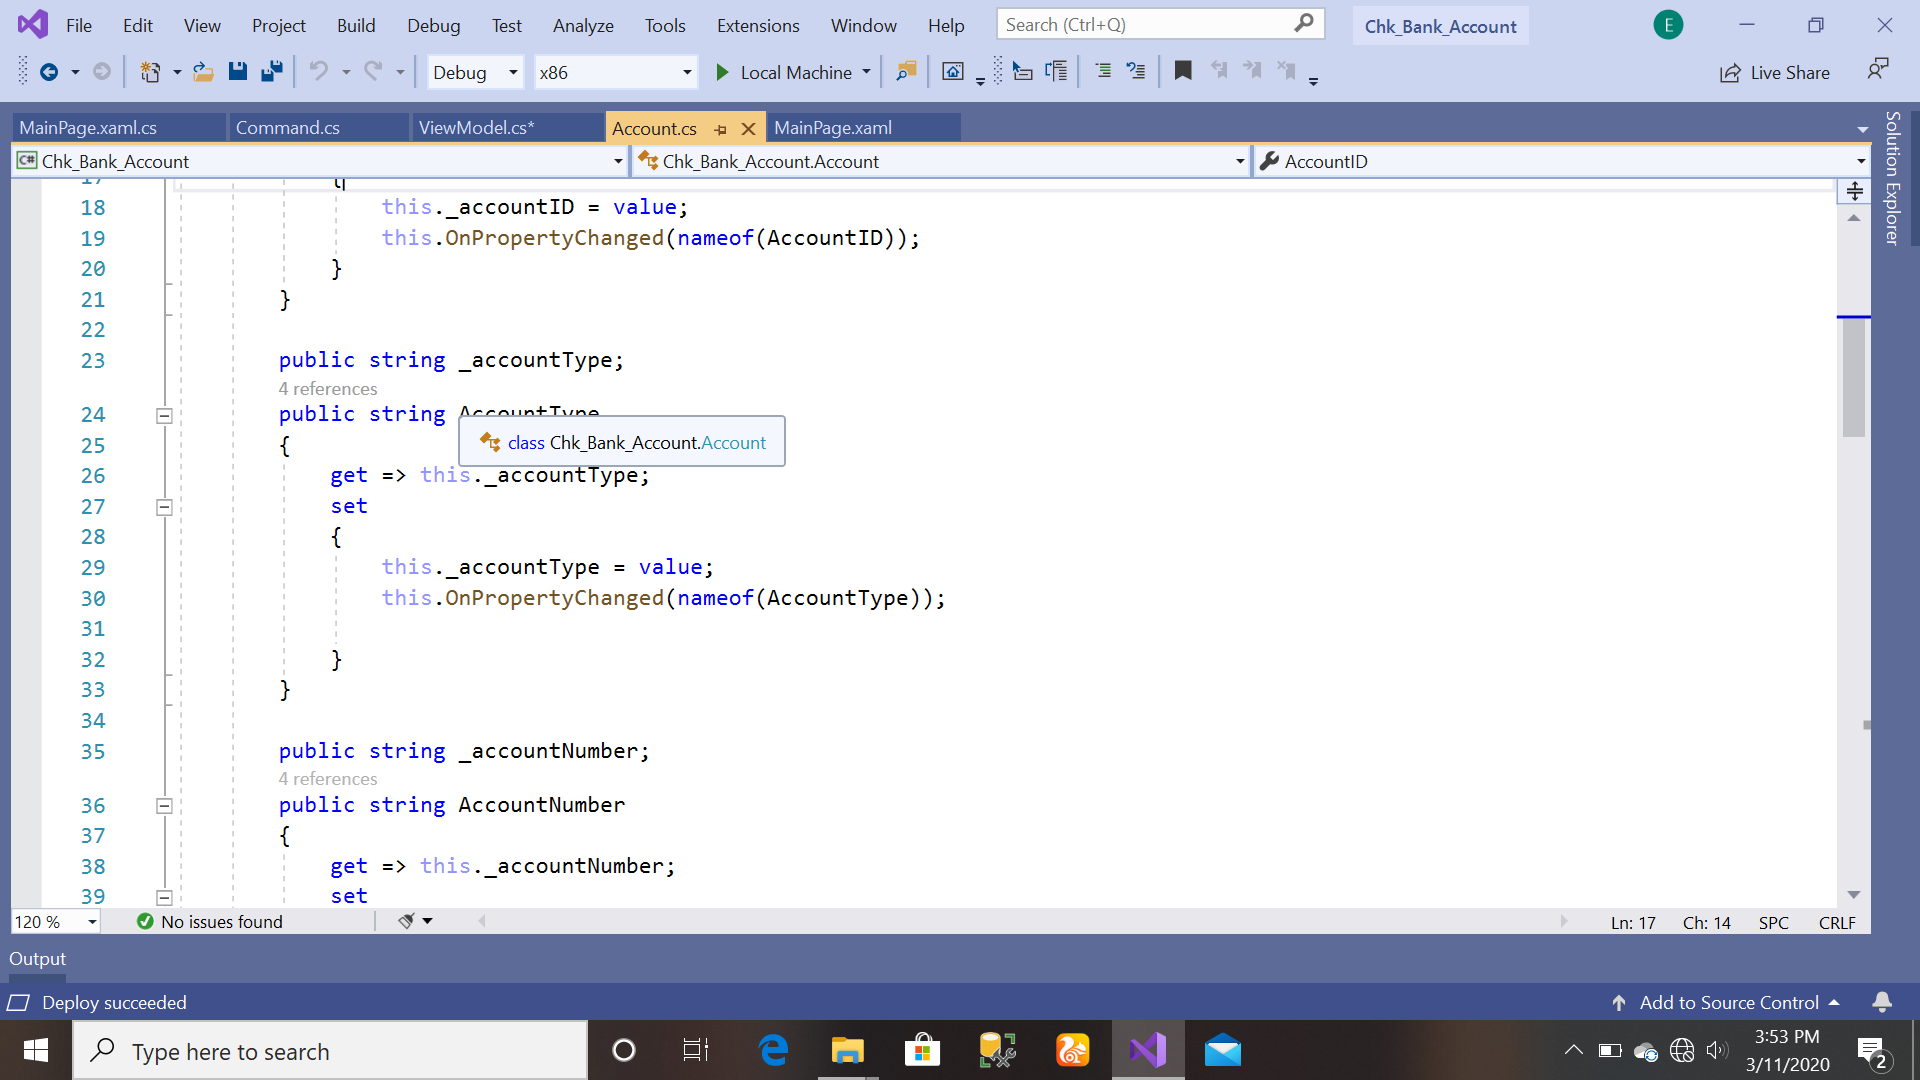 File Edit View Project Build Debug Test Analyze Tools Extensions Window Help Search (Ctrl+Q) Chk_Bank_Account E
Debug x86 Local Machine Live Share
MainPage.xaml.cs Command.cs ViewModel.cs* Account.cs MainPage.xaml
C# Chk_Bank_Account Chk_Bank_Account.Account AccountID
Solution Explorer
17 {
18 this._accountID = value;
19 this.OnPropertyChanged(nameof(AccountID));
20 }
21 }
22
23 public string _accountType;
4 references
24 public string AccountType
class Chk_Bank_Account.Account
25 {
26 get => this._accountType;
27 set
28 {
29 this._accountType = value;
30 this.OnPropertyChanged(nameof(AccountType));
31
32 }
33 }
34
35 public string _accountNumber;
4 references
36 public string AccountNumber
37 {
38 get => this._accountNumber;
39 set
120 % No issues found Ln: 17 Ch: 14 SPC CRLF
Output
Deploy succeeded Add to Source Control
Type here to search
3:53 PM
3/11/2020
2